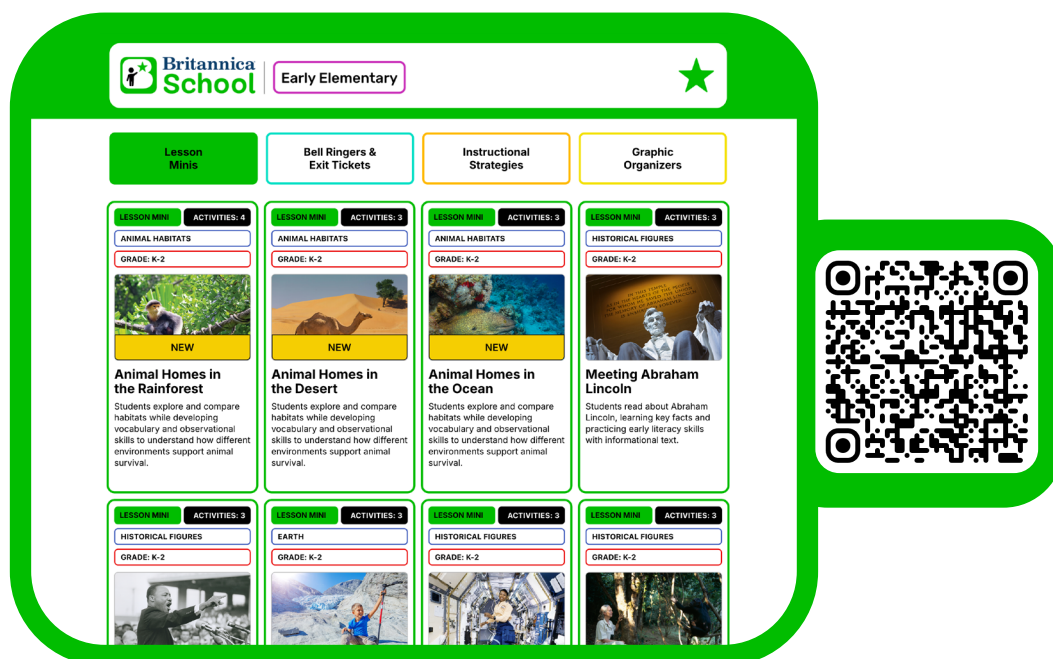 Britannica
School
Early Elementary
Lesson
Minis
Bell Ringers &
Exit Tickets
Instructional
Strategies
Graphic
Organizers
LESSON MINI ACTIVITIES: 4
ANIMAL HABITATS
GRADE: K-2
NEW
Animal Homes in
the Rainforest
Students explore and compare
habitats while developing
vocabulary and observational
skills to understand how different
environments support animal
survival.
LESSON MINI ACTIVITIES: 3
ANIMAL HABITATS
GRADE: K-2
NEW
Animal Homes in
the Desert
Students explore and compare
habitats while developing
vocabulary and observational
skills to understand how different
environments support animal
survival.
LESSON MINI ACTIVITIES: 3
ANIMAL HABITATS
GRADE: K-2
NEW
Animal Homes in
the Ocean
Students explore and compare
habitats while developing
vocabulary and observational
skills to understand how different
environments support animal
survival.
LESSON MINI ACTIVITIES: 3
HISTORICAL FIGURES
GRADE: K-2
IN THIS TEMPLE
Meeting Abraham
Lincoln
Students read about Abraham
Lincoln, learning key facts and
practicing early literacy skills
with informational text.
LESSON MINI ACTIVITIES: 3
HISTORICAL FIGURES
GRADE: K-2
LESSON MINI ACTIVITIES: 3
EARTH
GRADE: K-2
LESSON MINI ACTIVITIES: 3
HISTORICAL FIGURES
GRADE: K-2
LESSON MINI ACTIVITIES: 3
HISTORICAL FIGURES
GRADE: K-2